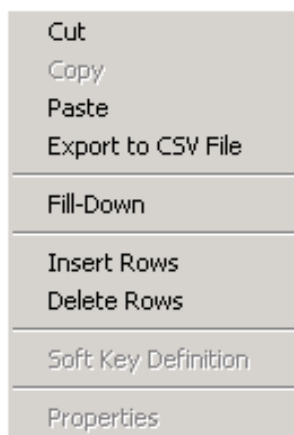 Cut
Copy
Paste
Export to CSV File
Fill-Down
Insert Rows
Delete Rows
Soft Key Definition
Properties